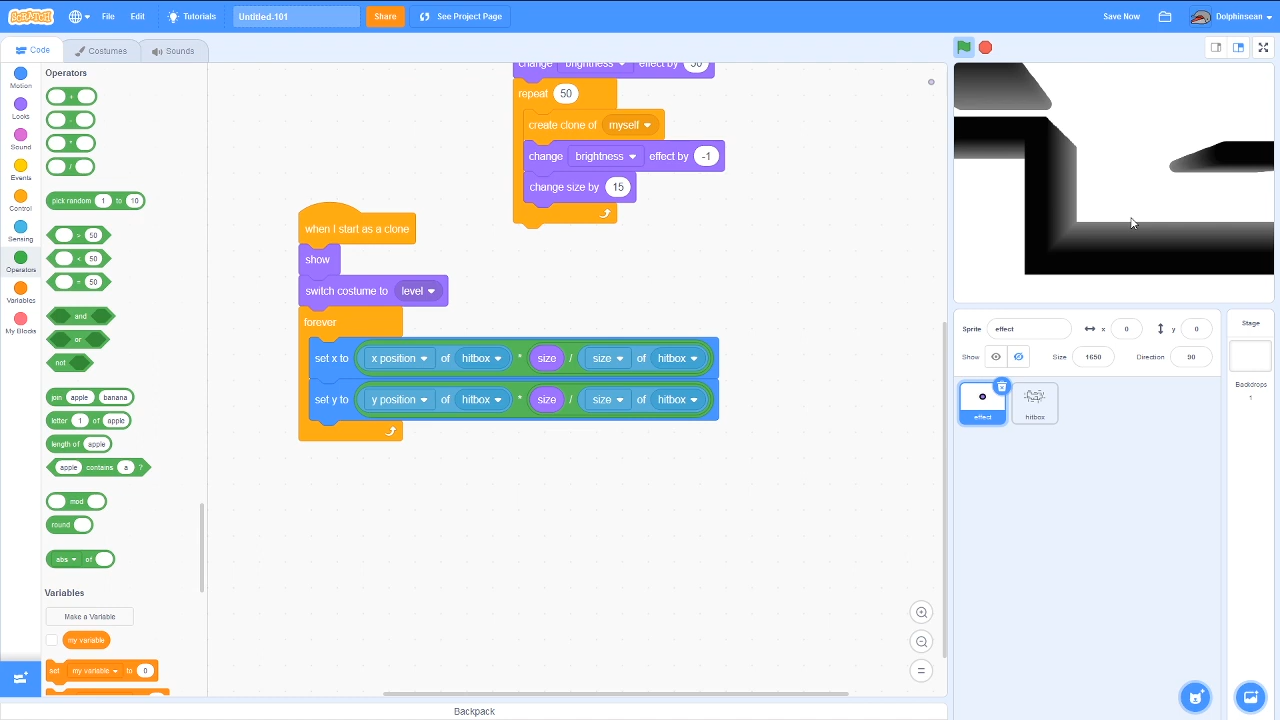 SCRATCH File Edit Tutorials Untitled-101 Share See Project Page Save Now Dolphinsean
Code Costumes Sounds
Motion
Looks
Sound
Events
Control
Sensing
Operators
Variables
My Blocks
Operators
+
-
*
/
pick random 1 to 10
> 50
< 50
= 50
and
or
not
join apple banana
letter 1 of apple
length of apple
apple contains a ?
mod
round
abs of
Variables
Make a Variable
my variable
set my variable to 0
change brightness effect by 50
repeat 50
create clone of myself
change brightness effect by -1
change size by 15
when I start as a clone
show
switch costume to level
forever
set x to x position of hitbox * size / size of hitbox
set y to y position of hitbox * size / size of hitbox
Backpack
Sprite effect x 0 y 0
Show Size 1650 Direction 90
effect hitbox
Stage
Backdrops
1